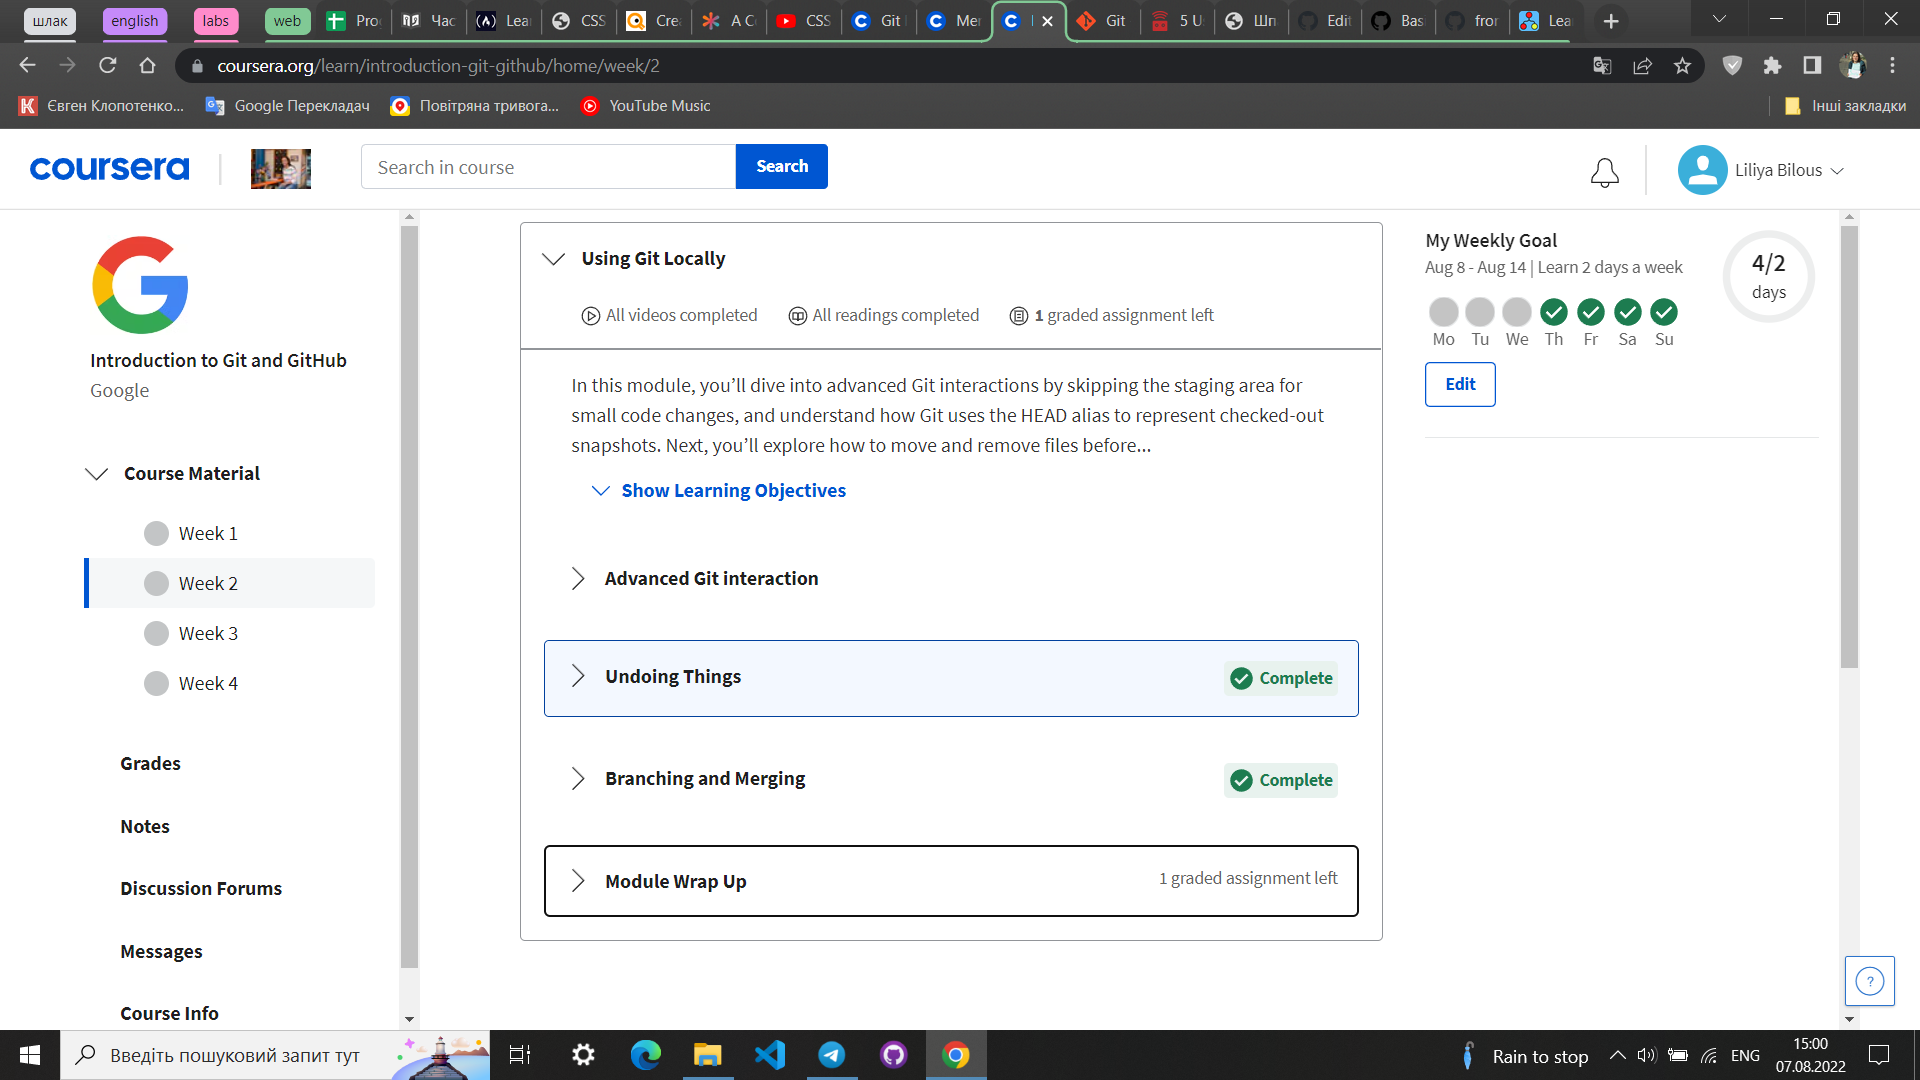 шлак
english
labs
web
Pro
Час
Lea
CSS
Cre
A C
CSS
Git
Mer
Git
5 U
Шп
Edit
Bas
fror
Lea
coursera.org/learn/introduction-git-github/home/week/2
Євген Клопотенко...
Google Перекладач
Повітряна тривога...
YouTube Music
Інші закладки
coursera
Search in course
Search
Liliya Bilous
Introduction to Git and GitHub
Google
Course Material
Week 1
Week 2
Week 3
Week 4
Grades
Notes
Discussion Forums
Messages
Course Info
Using Git Locally
All videos completed
All readings completed
1 graded assignment left
In this module, you’ll dive into advanced Git interactions by skipping the staging area for
small code changes, and understand how Git uses the HEAD alias to represent checked-out
snapshots. Next, you’ll explore how to move and remove files before...
Show Learning Objectives
Advanced Git interaction
Undoing Things
Complete
Branching and Merging
Complete
Module Wrap Up
1 graded assignment left
My Weekly Goal
Aug 8 - Aug 14 | Learn 2 days a week
4/2
days
Mo Tu We Th Fr Sa Su
Edit
Введіть пошуковий запит тут
Rain to stop
ENG
15:00
07.08.2022